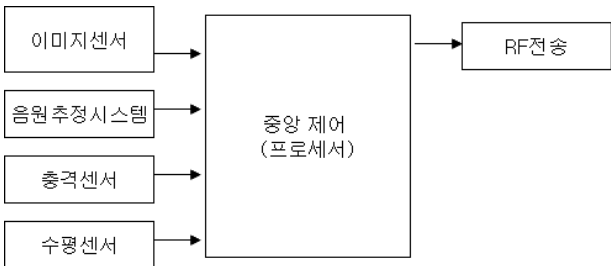 이미지센서
음원추정시스템
충격센서
수평센서
중앙 제어
(프로세서)
RF전송